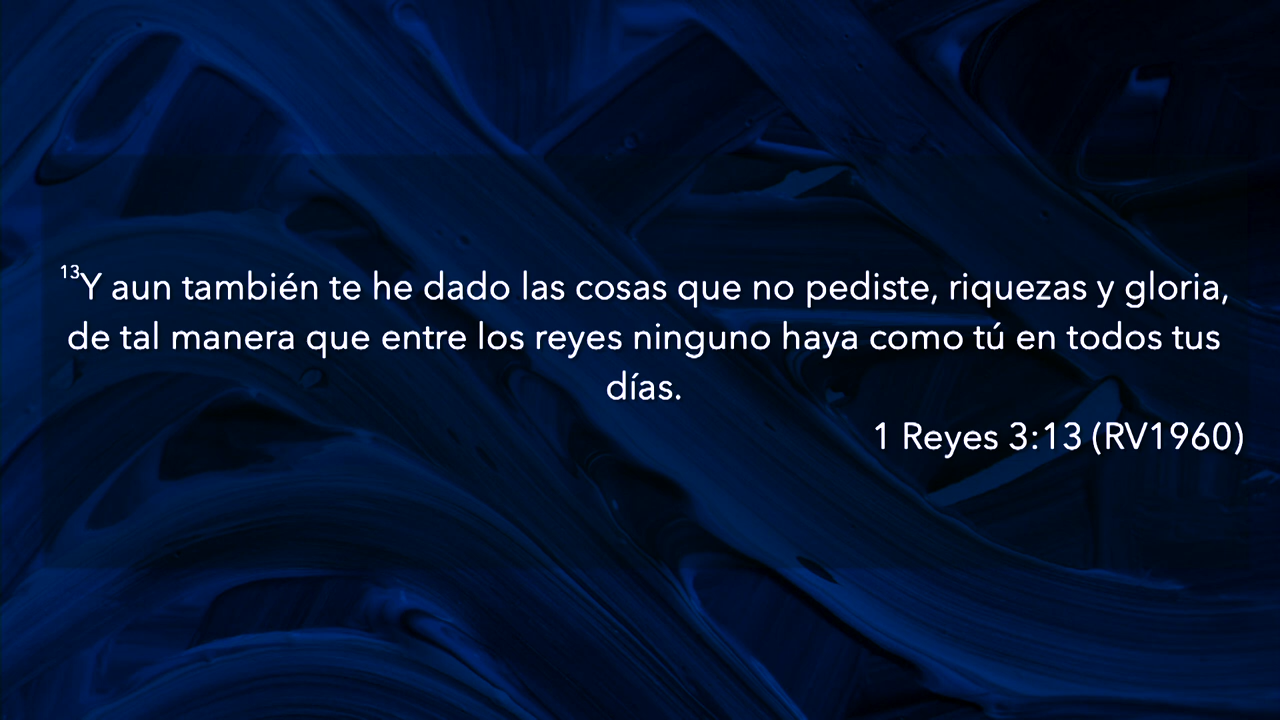 ¹³Y aun también te he dado las cosas que no pediste, riquezas y gloria,
de tal manera que entre los reyes ninguno haya como tú en todos tus
días.
1 Reyes 3:13 (RV1960)